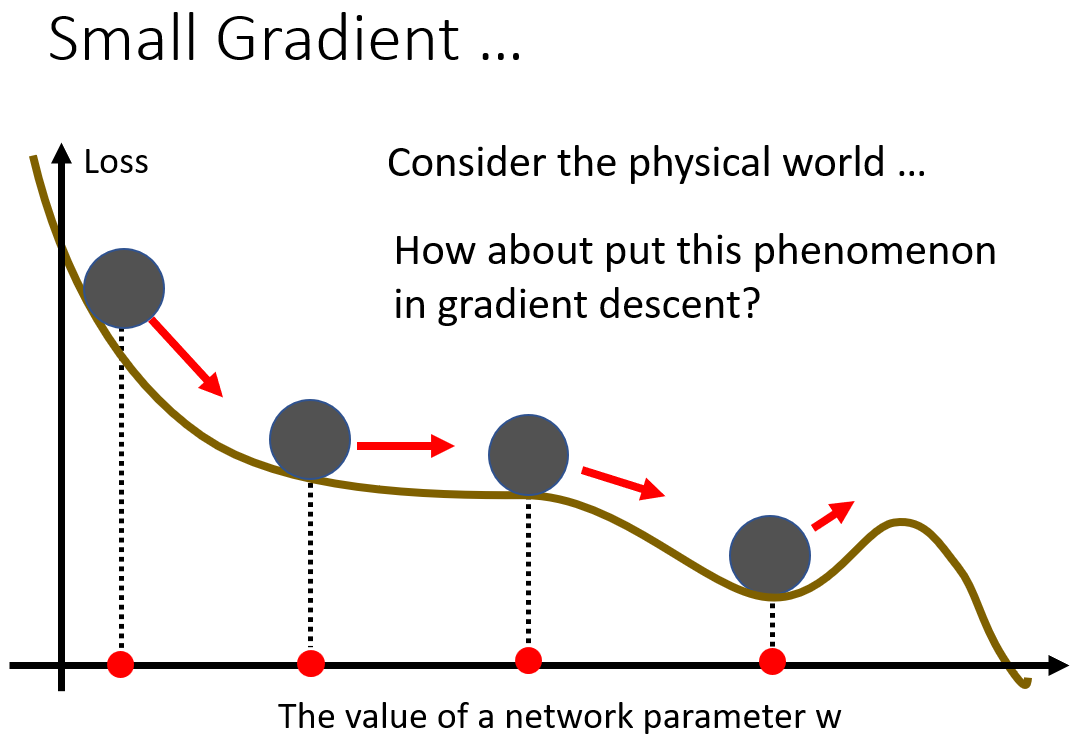 Small Gradient …
Loss
Consider the physical world …
How about put this phenomenon
in gradient descent?
The value of a network parameter w